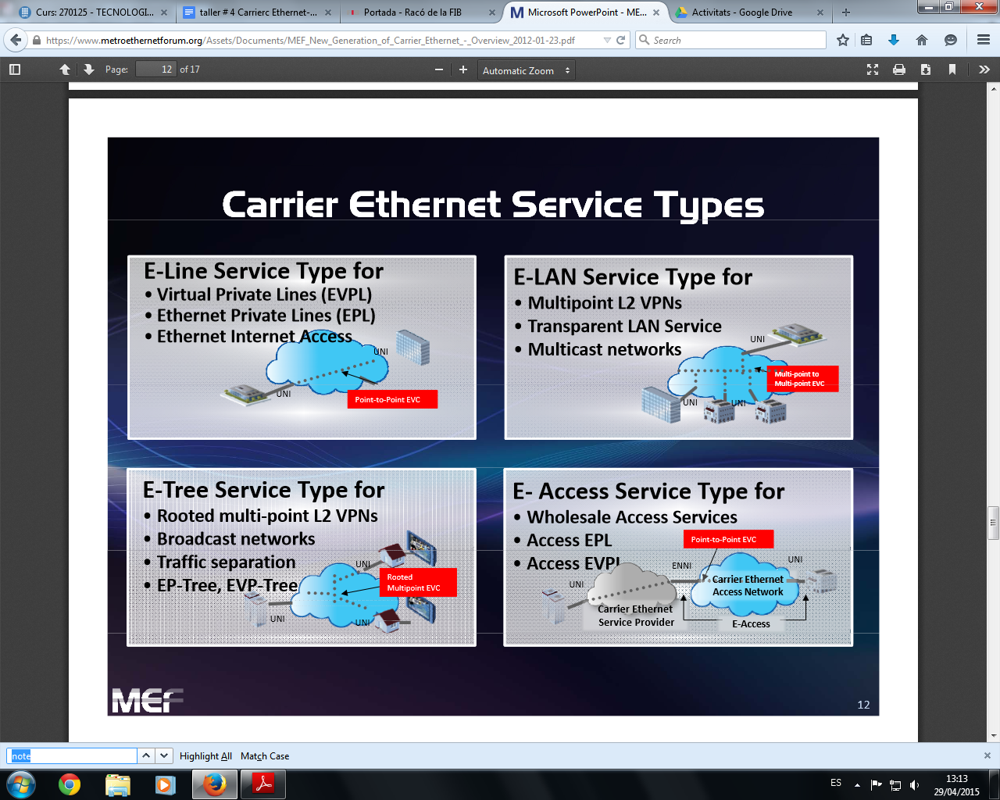 Curs: 270125 - TECNOLOGI...
taller # 4 Carrierc Ethernet-...
Portada - Racó de la FIB
Microsoft PowerPoint - ME...
Activitats - Google Drive
https://www.metroethernetforum.org/Assets/Documents/MEF_New_Generation_of_Carrier_Ethernet_-_Overview_2012-01-23.pdf
Search
Page: 12 of 17
Automatic Zoom
Carrier Ethernet Service Types
E-Line Service Type for
• Virtual Private Lines (EVPL)
• Ethernet Private Lines (EPL)
• Ethernet Internet Access
UNI
UNI
Point-to-Point EVC
E-LAN Service Type for
• Multipoint L2 VPNs
• Transparent LAN Service
• Multicast networks
UNI
Multi-point to
Multi-point EVC
UNI
UNI
E-Tree Service Type for
• Rooted multi-point L2 VPNs
• Broadcast networks
• Traffic separation
• EP-Tree, EVP-Tree
UNI
Rooted
Multipoint EVC
UNI
UNI
E- Access Service Type for
• Wholesale Access Services
• Access EPL
• Access EVPL
Point-to-Point EVC
ENNI
UNI
UNI
Carrier Ethernet
Access Network
Carrier Ethernet
Service Provider
E-Access
MEF
12
note
Highlight All
Match Case
ES
13:13
29/04/2015